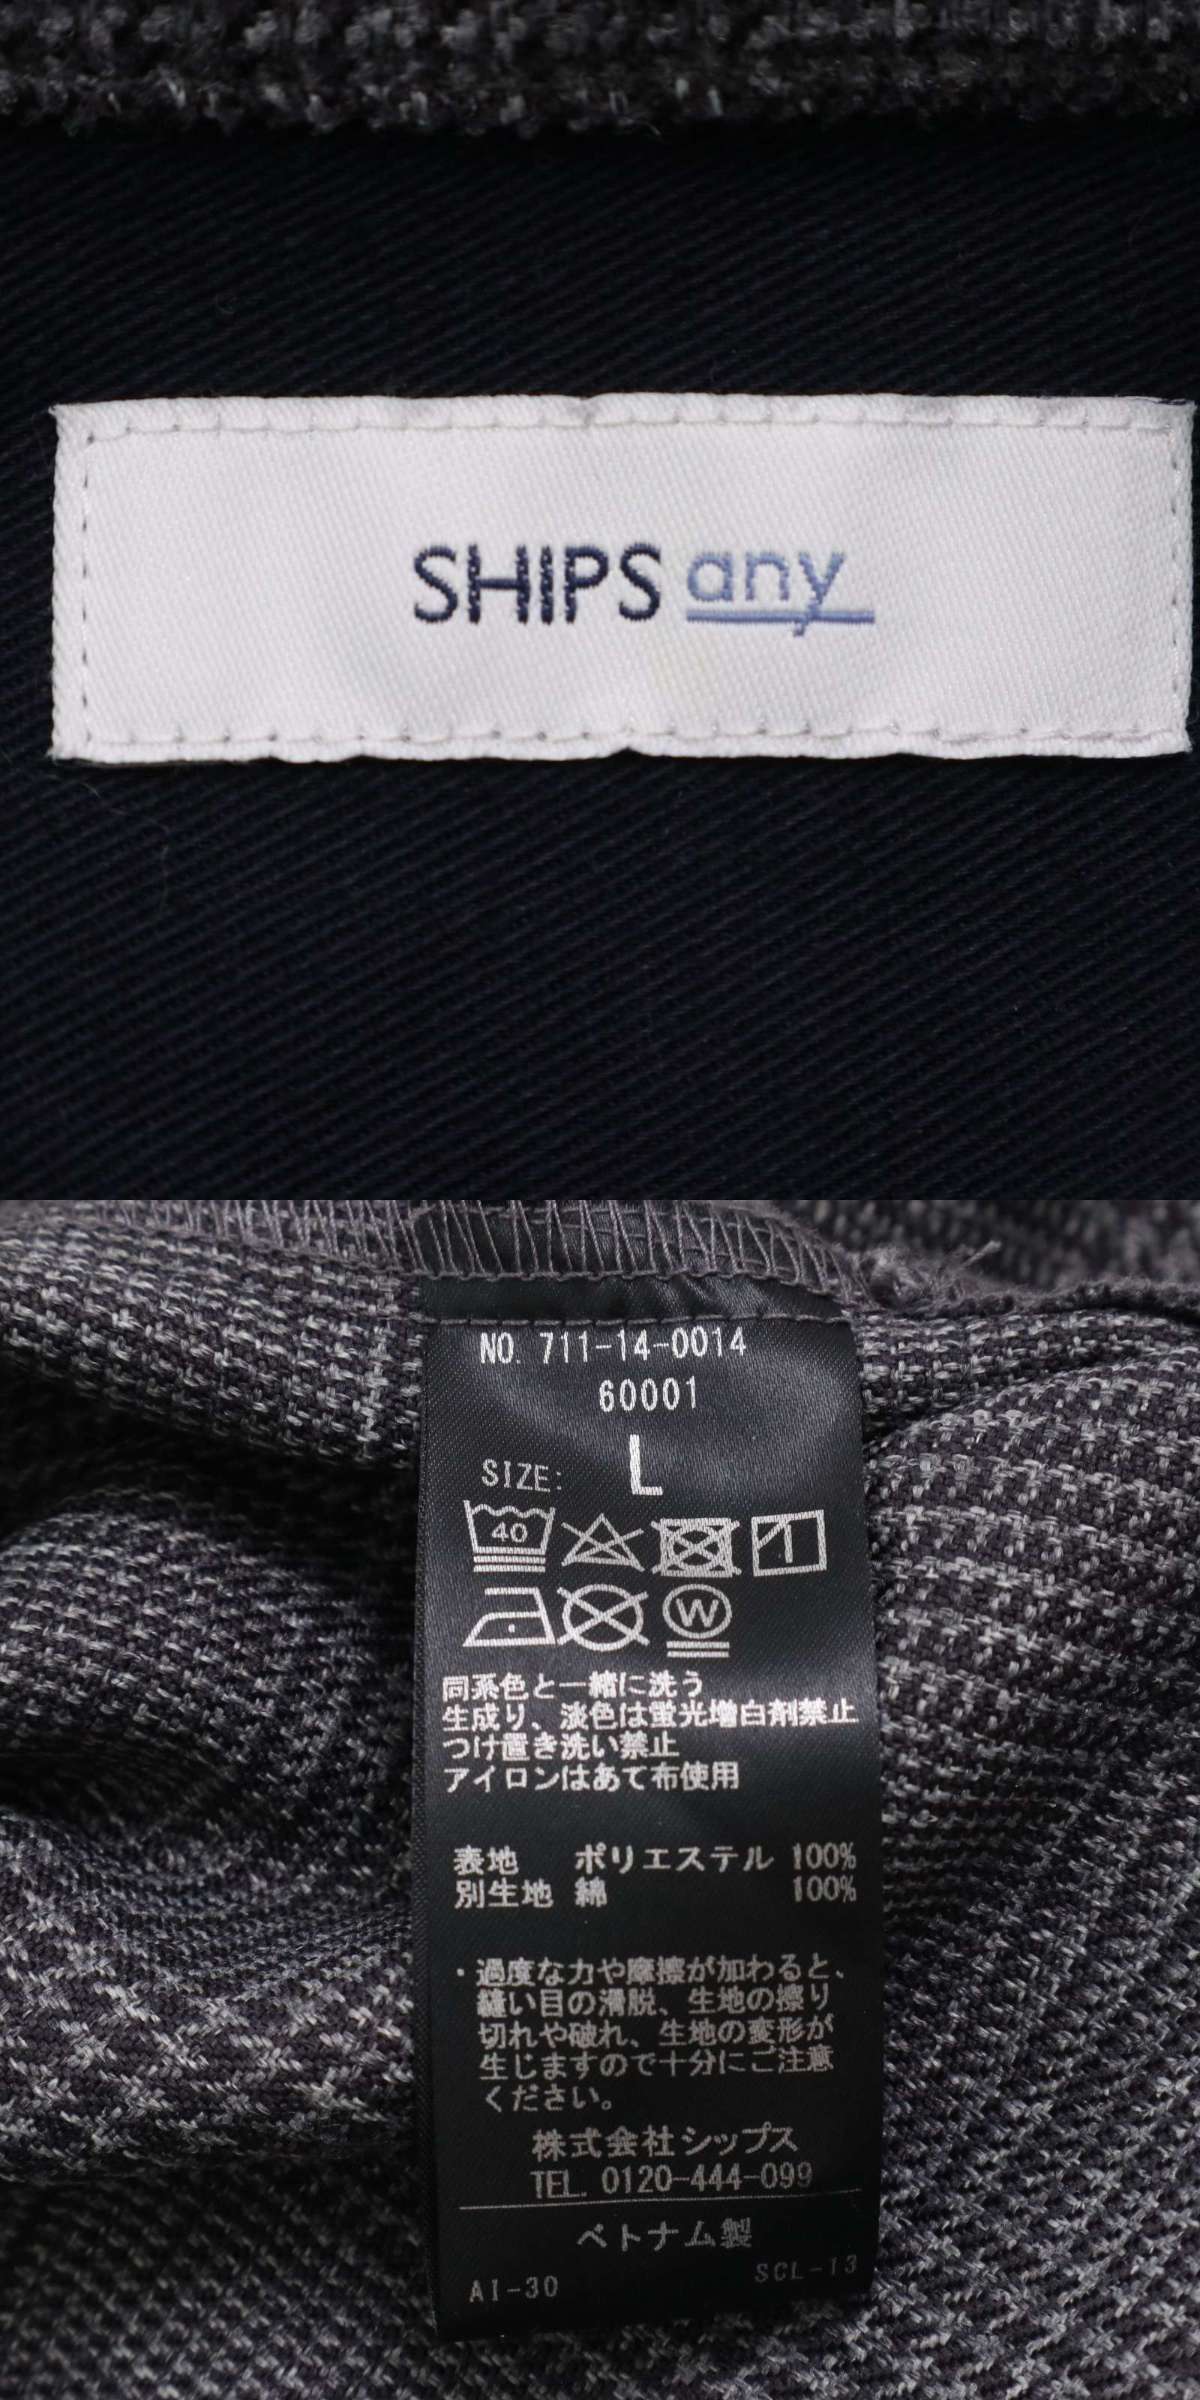 SHIPS any
NO. 711-14-0014
60001
SIZE: L
40
W
同系色と一緒に洗う
生成り、淡色は蛍光増白剤禁止
つけ置き洗い禁止
アイロンはあて布使用
表地 ポリエステル 100%
別生地 綿 100%
・過度な力や摩擦が加わると、
縫い目の滑脱、生地の擦り
切れや破れ、生地の変形が
生じますので十分にご注意
ください。
株式会社シップス
TEL. 0120-444-099
ベトナム製
AI-30 SCL-13